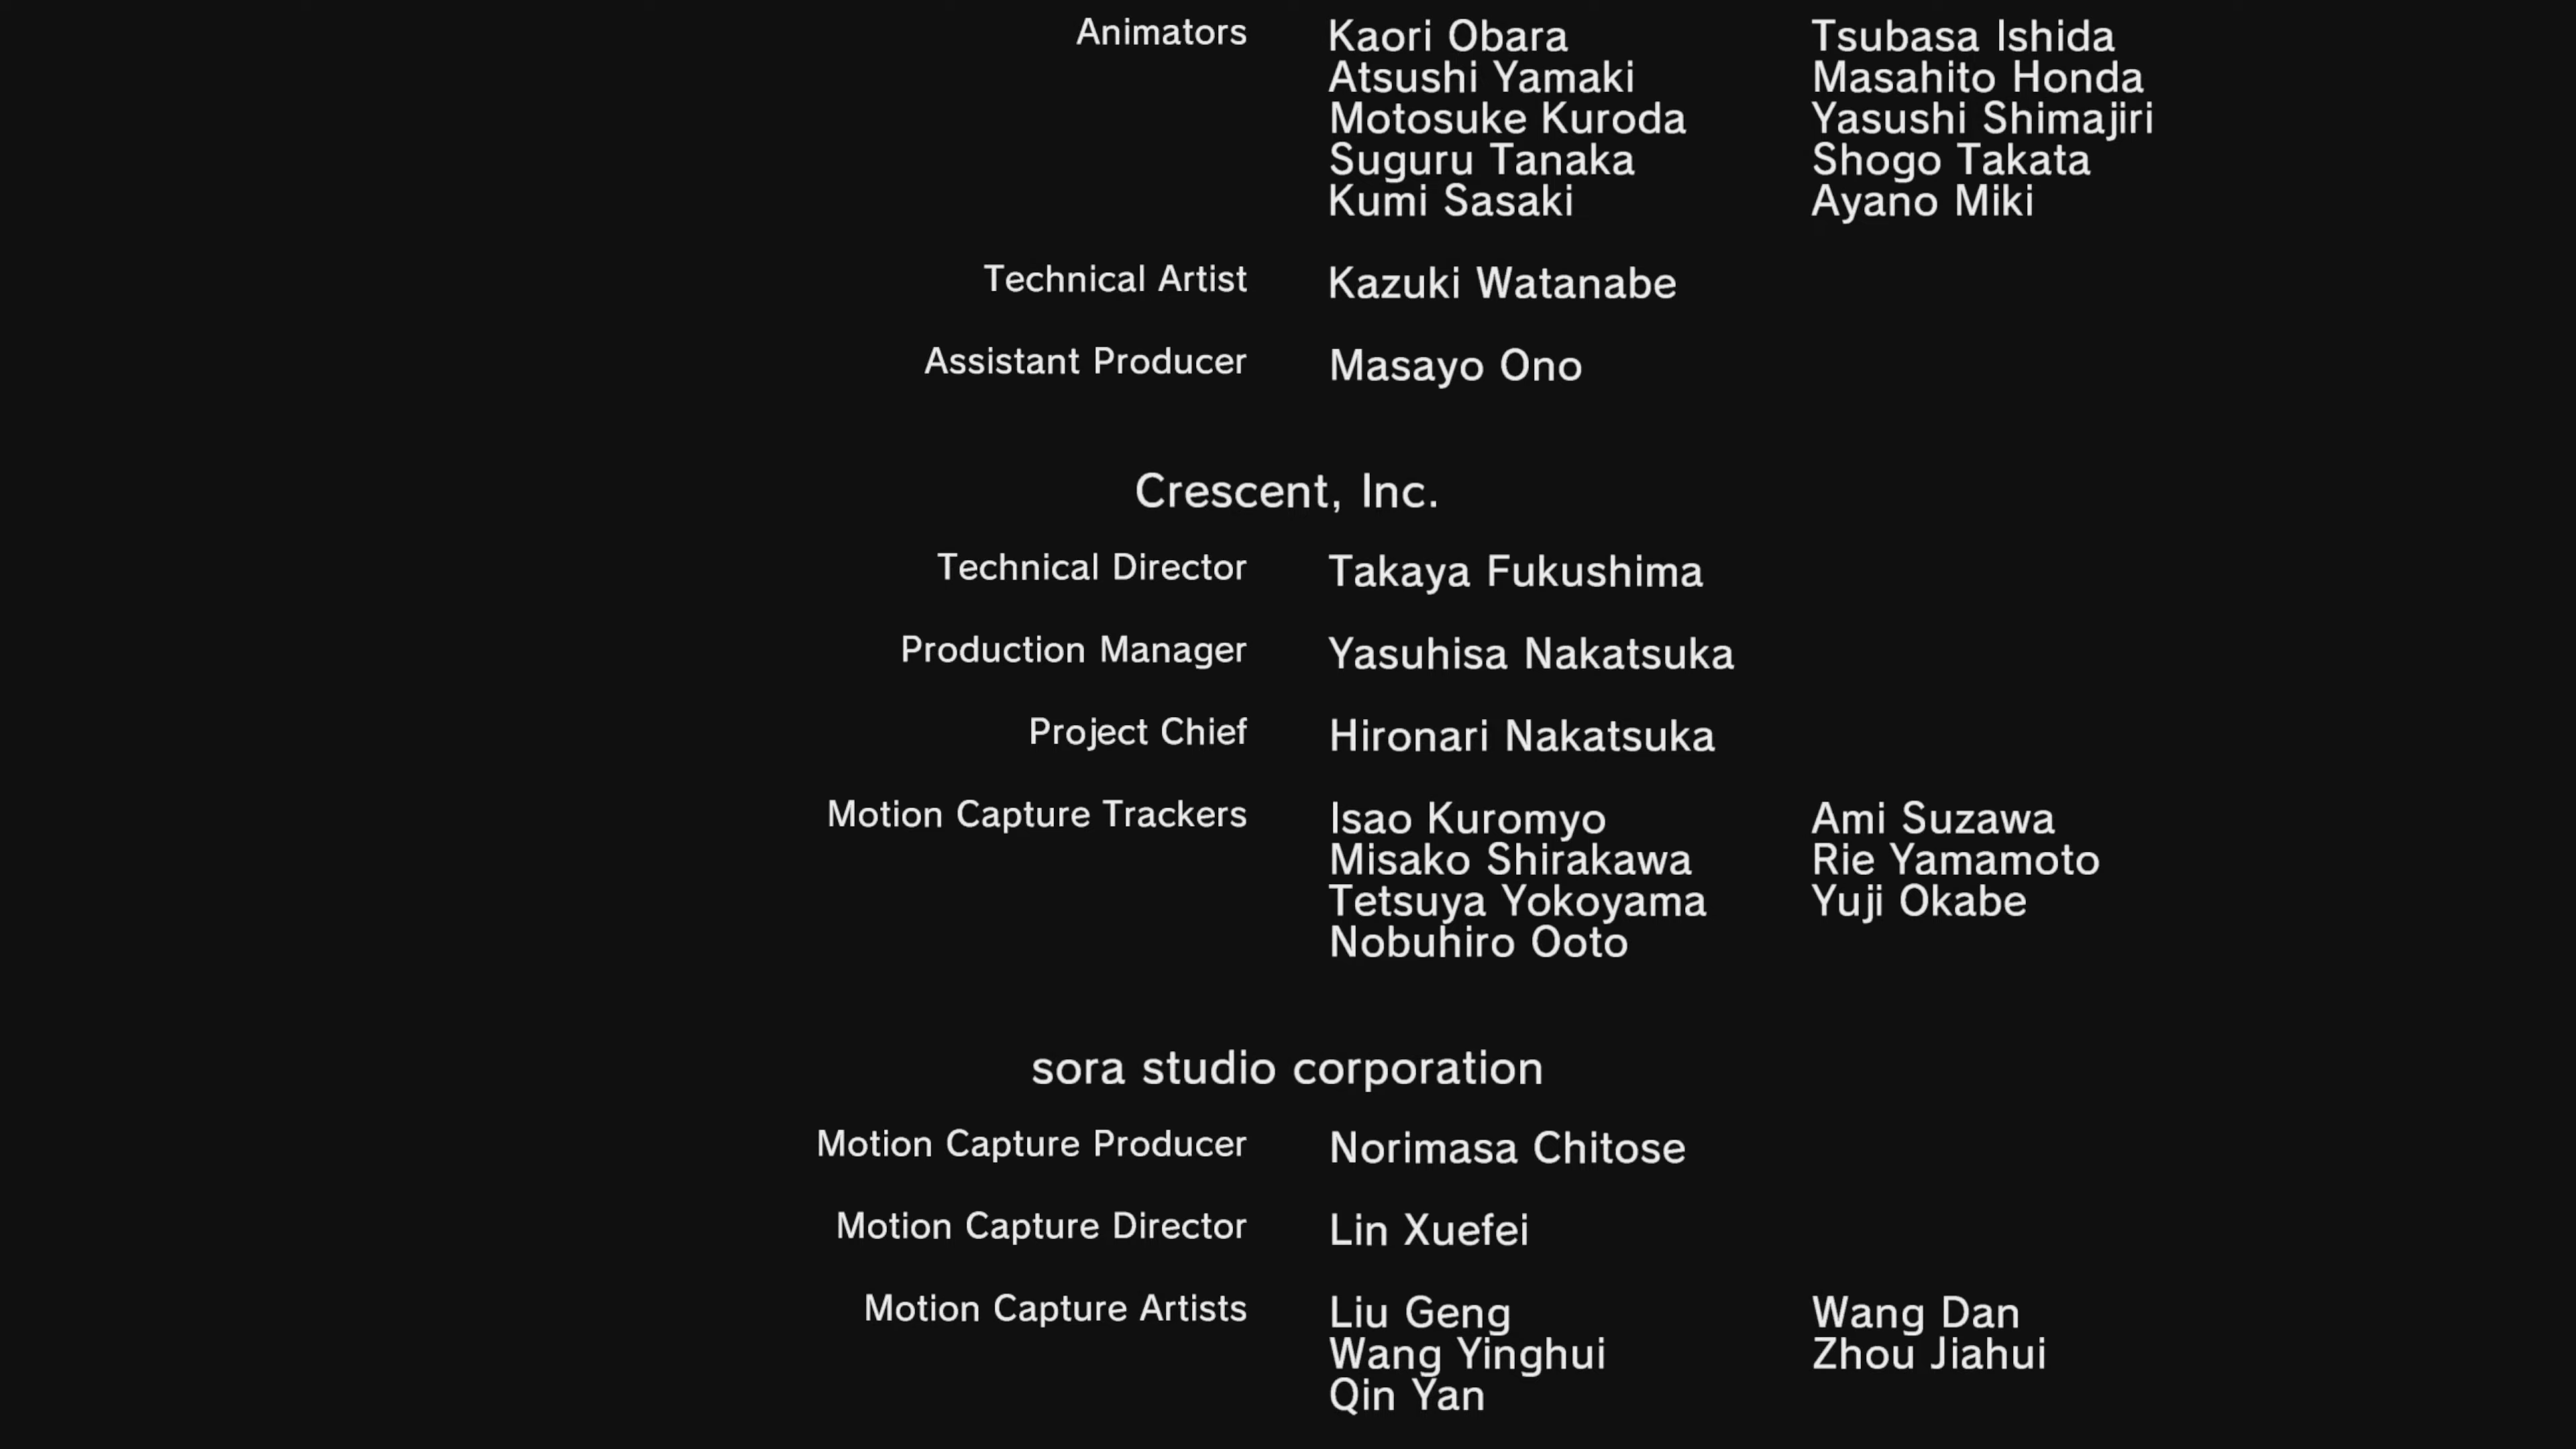 Animators Kaori Obara Tsubasa Ishida
Atsushi Yamaki Masahito Honda
Motosuke Kuroda Yasushi Shimajiri
Suguru Tanaka Shogo Takata
Kumi Sasaki Ayano Miki
Technical Artist Kazuki Watanabe
Assistant Producer Masayo Ono
Crescent, Inc.
Technical Director Takaya Fukushima
Production Manager Yasuhisa Nakatsuka
Project Chief Hironari Nakatsuka
Motion Capture Trackers Isao Kuromyo Ami Suzawa
Misako Shirakawa Rie Yamamoto
Tetsuya Yokoyama Yuji Okabe
Nobuhiro Ooto
sora studio corporation
Motion Capture Producer Norimasa Chitose
Motion Capture Director Lin Xuefei
Motion Capture Artists Liu Geng Wang Dan
Wang Yinghui Zhou Jiahui
Qin Yan